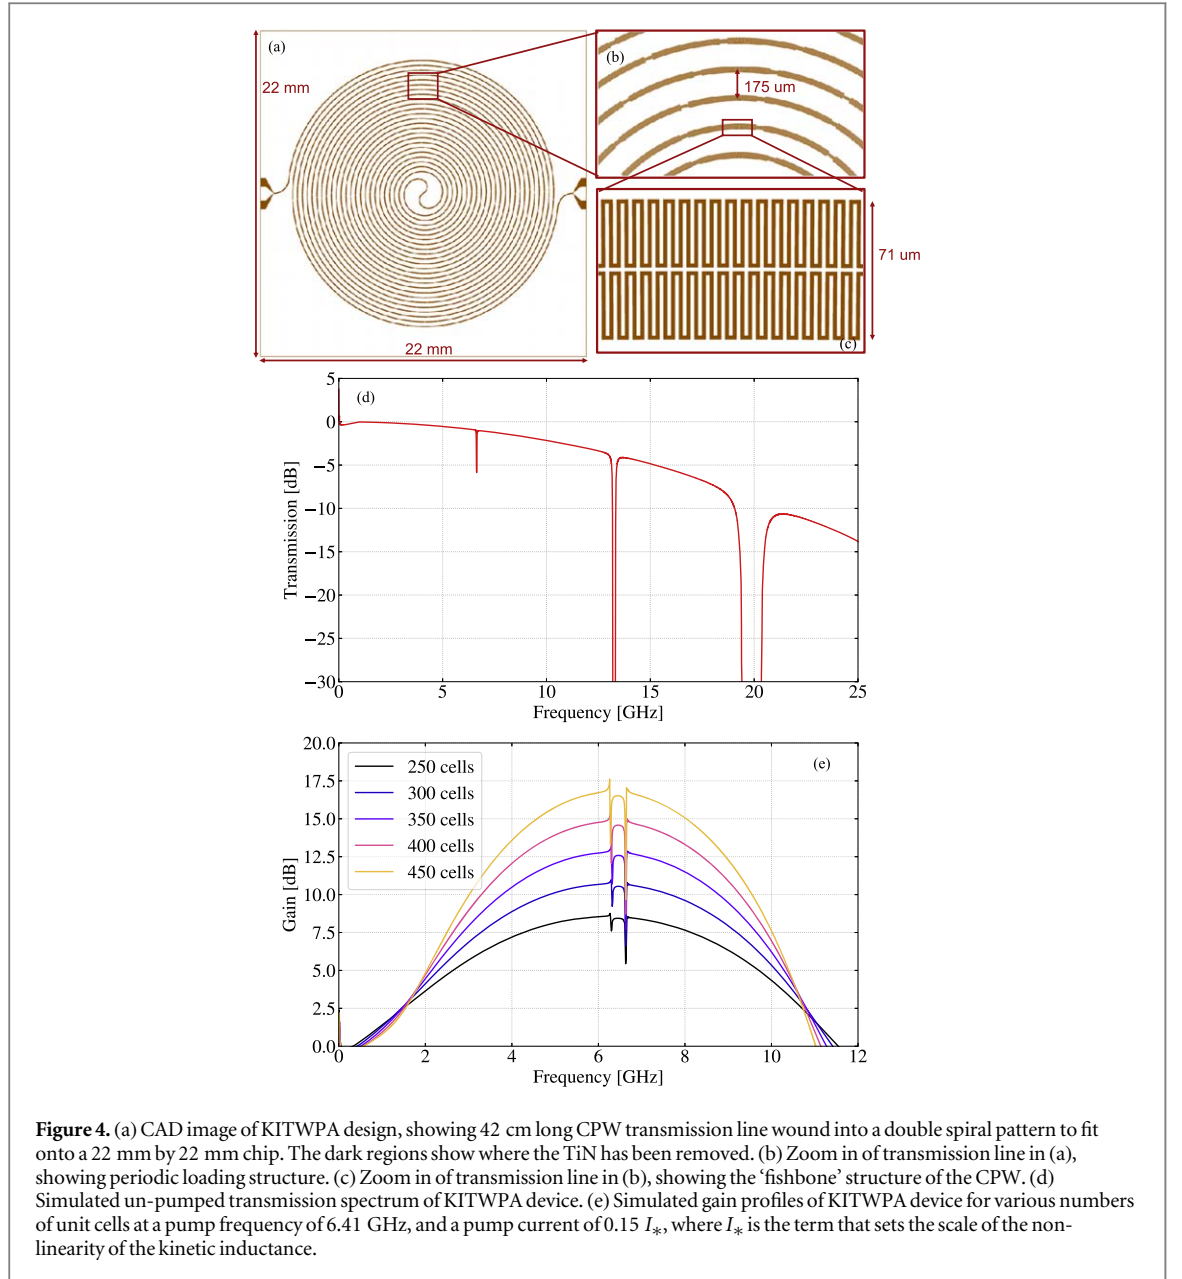 (a)
22 mm
22 mm
(b)
175 um
71 um
(c)
(d)
5
0
−5
−10
−15
−20
−25
−30
Transmission [dB]
0 5 10 15 20 25
Frequency [GHz]
(e)
250 cells
300 cells
350 cells
400 cells
450 cells
20.0
17.5
15.0
12.5
10.0
7.5
5.0
2.5
0.0
Gain [dB]
0 2 4 6 8 10 12
Frequency [GHz]
Figure 4. (a) CAD image of KITWPA design, showing 42 cm long CPW transmission line wound into a double spiral pattern to fit
onto a 22 mm by 22 mm chip. The dark regions show where the TiN has been removed. (b) Zoom in of transmission line in (a),
showing periodic loading structure. (c) Zoom in of transmission line in (b), showing the ‘fishbone’ structure of the CPW. (d)
Simulated un-pumped transmission spectrum of KITWPA device. (e) Simulated gain profiles of KITWPA device for various numbers
of unit cells at a pump frequency of 6.41 GHz, and a pump current of 0.15 I∗, where I∗ is the term that sets the scale of the non-
linearity of the kinetic inductance.